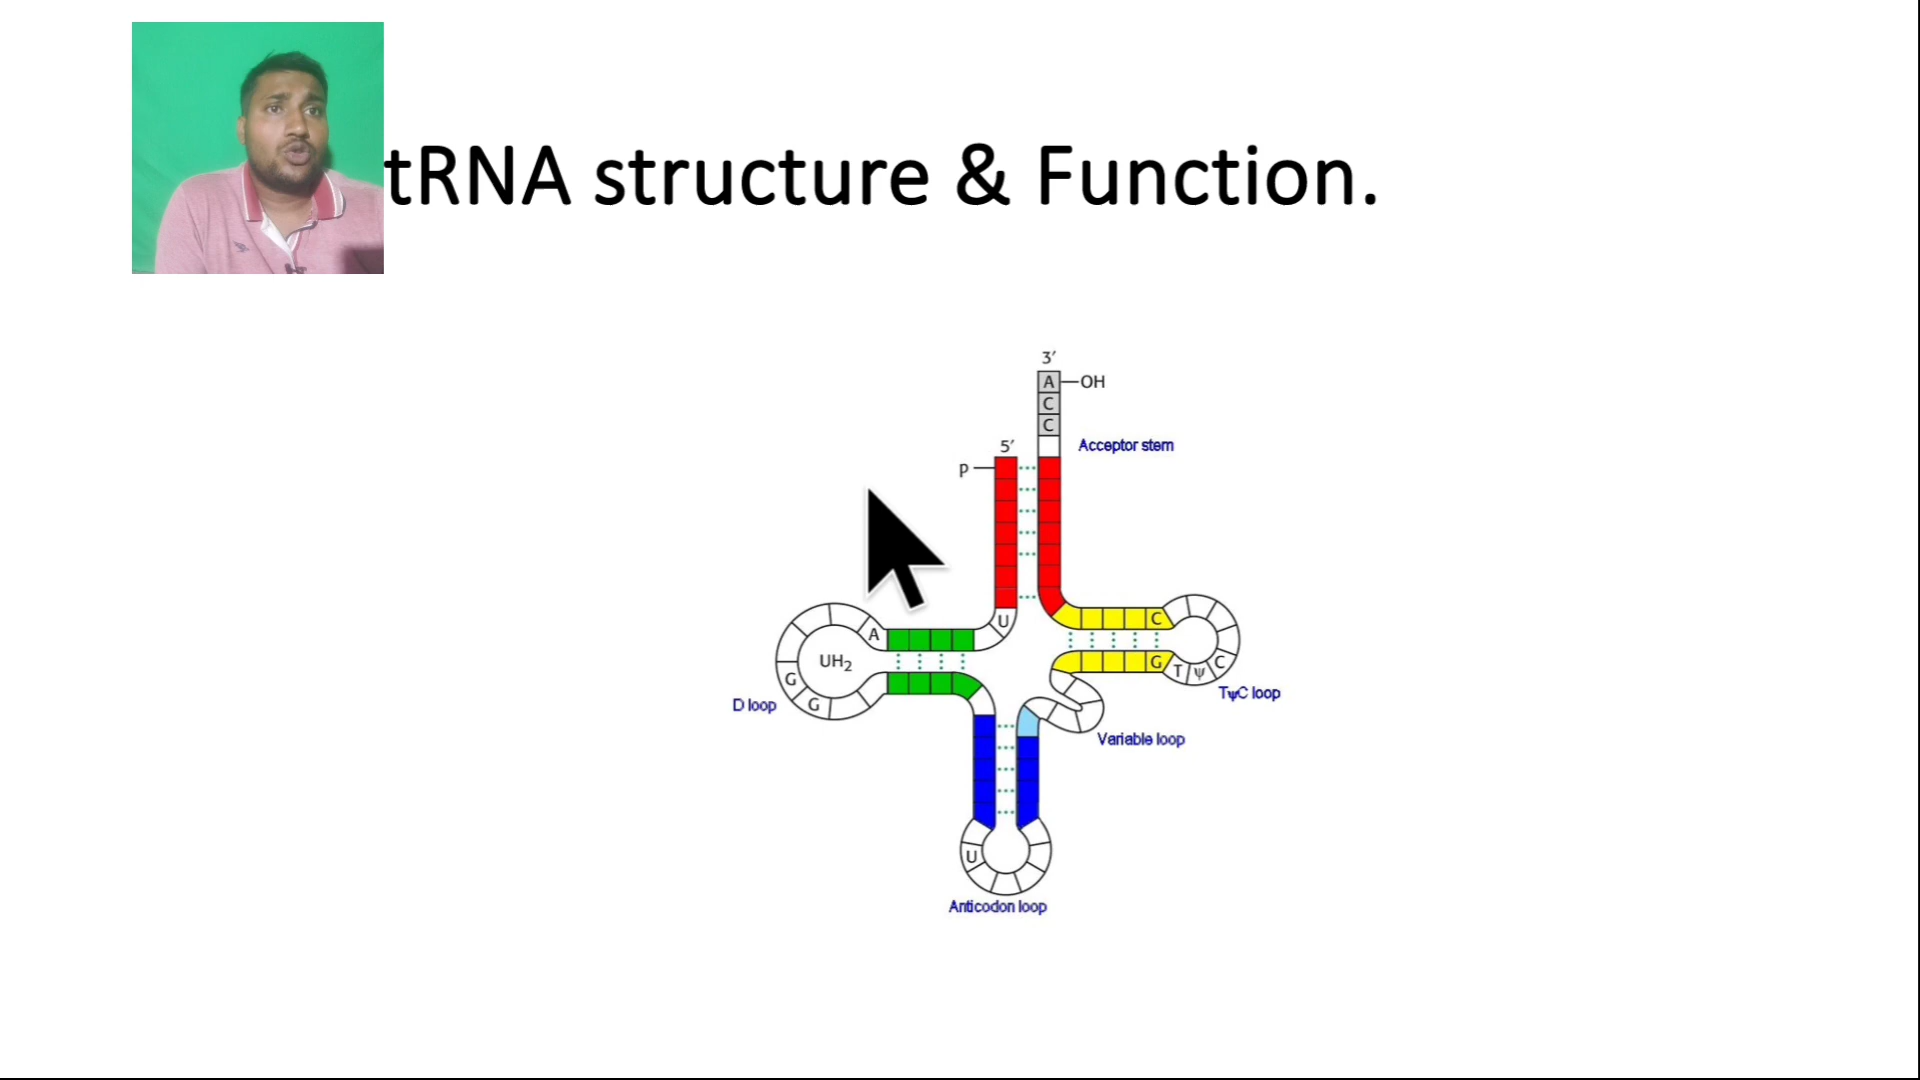 tRNA structure & Function.
3′
A—OH
C
C
5′
Acceptor stem
p
U
C
A
UH₂
G
G
G
T
ψ
C
D loop
TψC loop
Variable loop
U
Anticodon loop